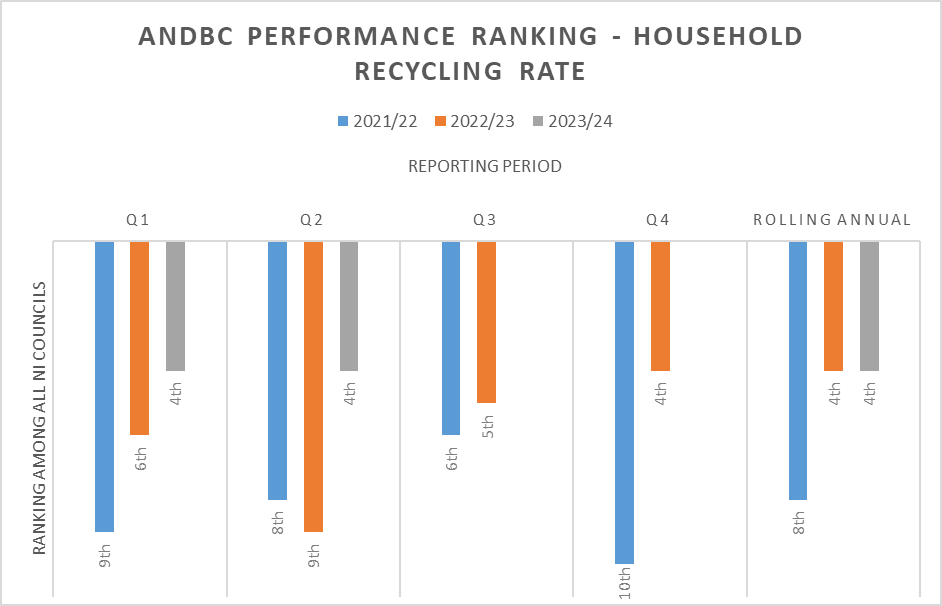 ANDBC PERFORMANCE RANKING - HOUSEHOLD
RECYCLING RATE
2021/22 2022/23 2023/24
REPORTING PERIOD
Q1 Q2 Q3 Q4 ROLLING ANNUAL
RANKING AMONG ALL NI COUNCILS
9th
6th
4th
8th
9th
4th
6th
5th
10th
4th
8th
4th
4th